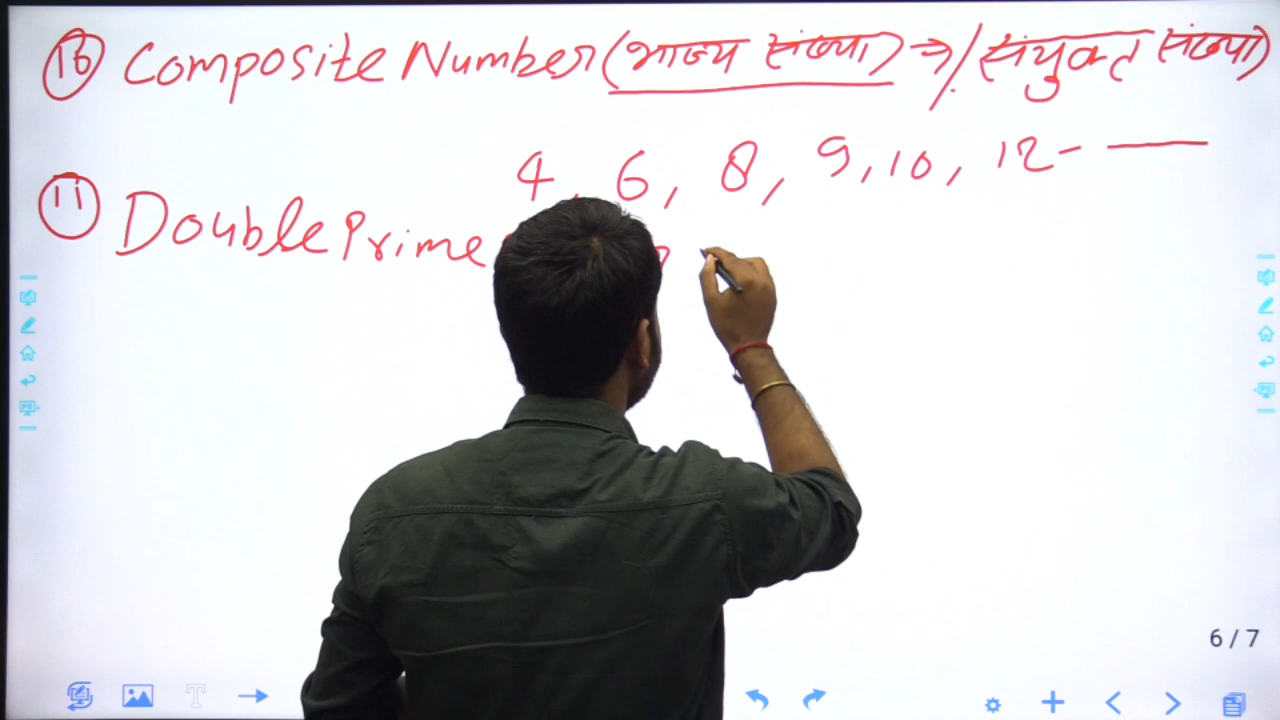 (10) Composite Number (भाज्य संख्या) → / संयुक्त संख्या)
4, 6, 8, 9, 10, 12 - —
(11) Double Prime
6 / 7